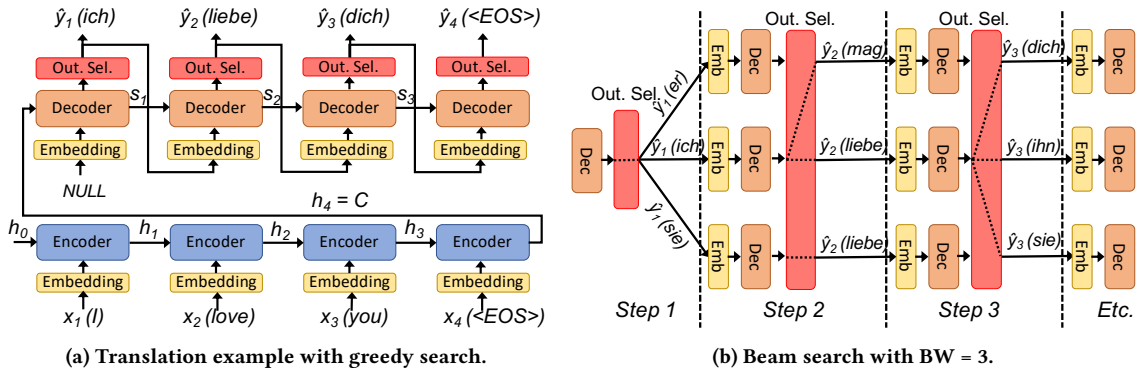 ŷ1 (ich) ŷ2 (liebe) ŷ3 (dich) ŷ4 (<EOS>)
Out. Sel. Out. Sel. Out. Sel. Out. Sel.
s1 s2 s3
Decoder Decoder Decoder Decoder
Embedding Embedding Embedding Embedding
NULL
h4 = C
h0 h1 h2 h3
Encoder Encoder Encoder Encoder
Embedding Embedding Embedding Embedding
x1 (I) x2 (love) x3 (you) x4 (<EOS>)
(a) Translation example with greedy search.
Out. Sel. Out. Sel.
Emb Dec ŷ2 (mag) Emb Dec ŷ3 (dich) Emb Dec
Out. Sel.
ŷ1 (er)
Dec ŷ1 (ich) Emb Dec ŷ2 (liebe) Emb Dec ŷ3 (ihn) Emb Dec
ŷ1 (sie)
Emb Dec ŷ2 (liebe) Emb Dec ŷ3 (sie) Emb Dec
Step 1 Step 2 Step 3 Etc.
(b) Beam search with BW = 3.